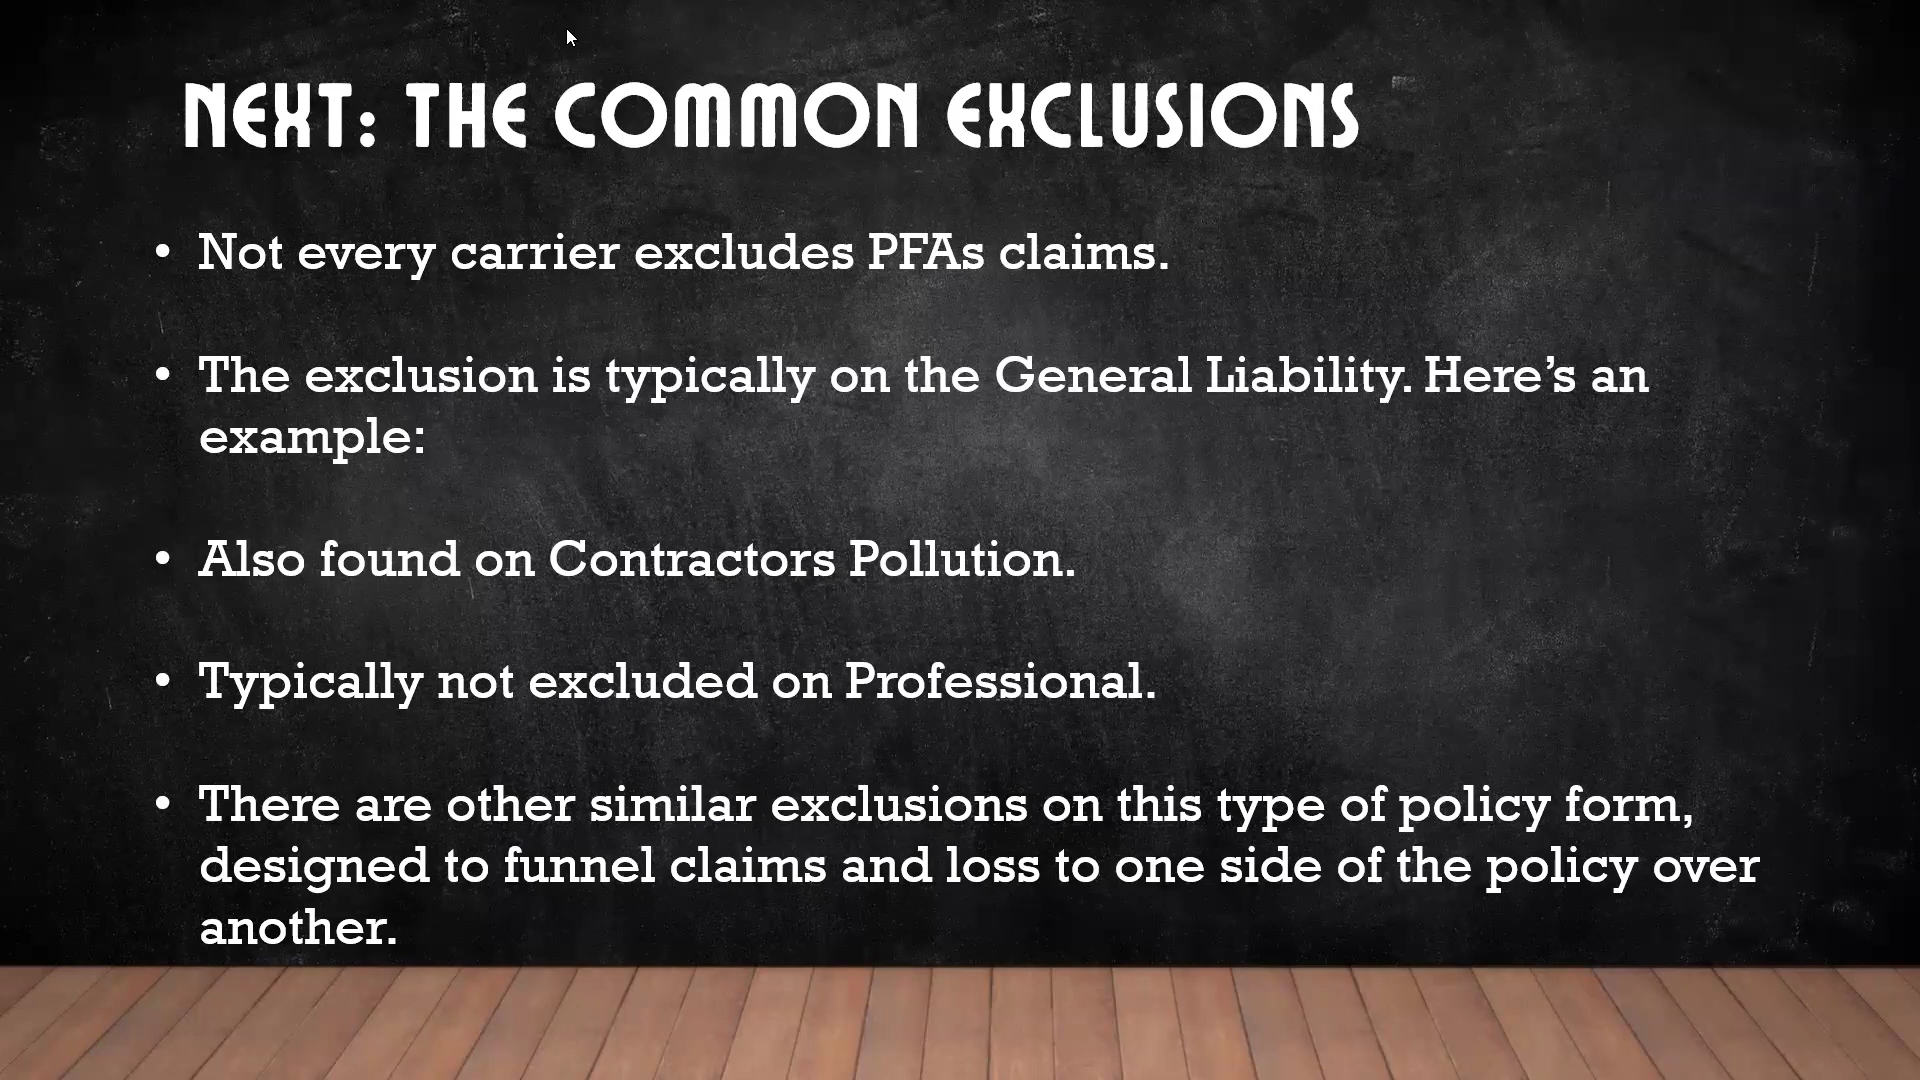 NEXT: THE COMMON EXCLUSIONS
• Not every carrier excludes PFAs claims.
• The exclusion is typically on the General Liability. Here’s an
example:
• Also found on Contractors Pollution.
• Typically not excluded on Professional.
• There are other similar exclusions on this type of policy form,
designed to funnel claims and loss to one side of the policy over
another.